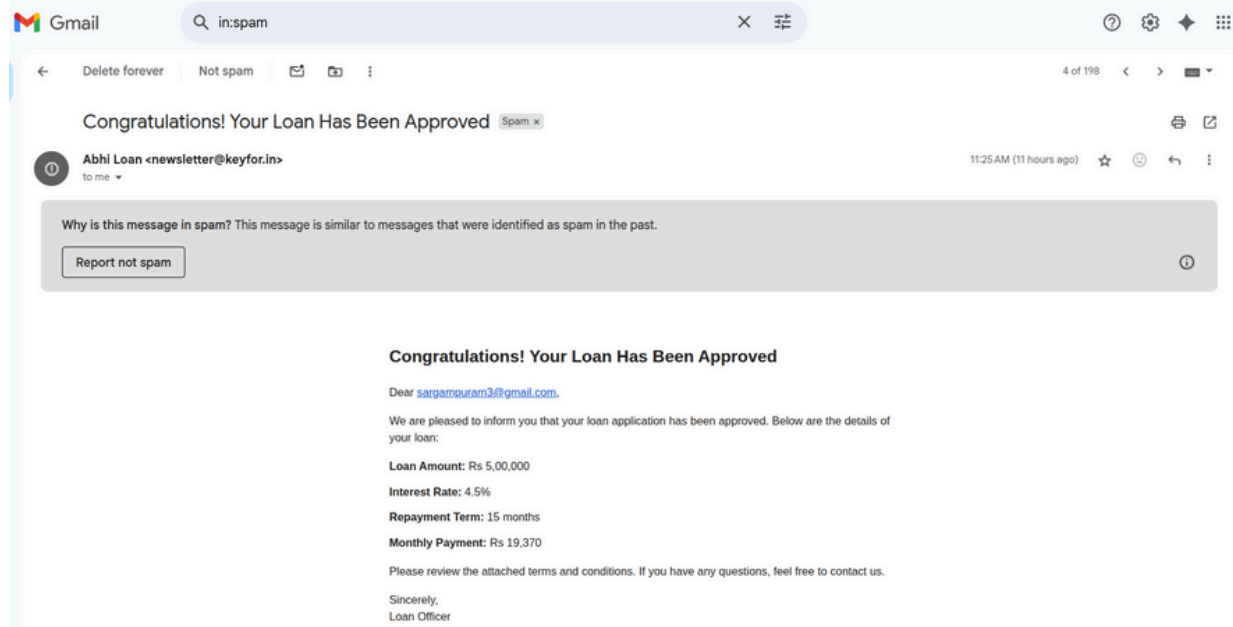 Gmail
in:spam
Delete forever Not spam 4 of 198
Congratulations! Your Loan Has Been Approved Spam x
Abhi Loan <newsletter@keyfor.in> 11:25 AM (11 hours ago)
to me
Why is this message in spam? This message is similar to messages that were identified as spam in the past.
Report not spam
Congratulations! Your Loan Has Been Approved
Dear sargampuram3@gmail.com,
We are pleased to inform you that your loan application has been approved. Below are the details of
your loan:
Loan Amount: Rs 5,00,000
Interest Rate: 4.5%
Repayment Term: 15 months
Monthly Payment: Rs 19,370
Please review the attached terms and conditions. If you have any questions, feel free to contact us.
Sincerely,
Loan Officer